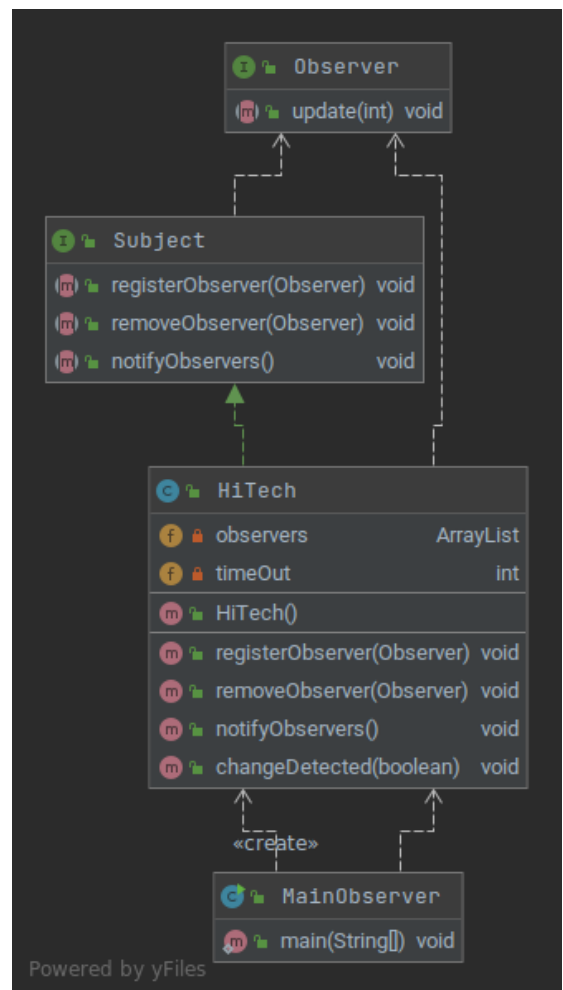 Observer
update(int) void
Subject
registerObserver(Observer) void
removeObserver(Observer) void
notifyObservers() void
HiTech
observers ArrayList
timeOut int
HiTech()
registerObserver(Observer) void
removeObserver(Observer) void
notifyObservers() void
changeDetected(boolean) void
«create»
MainObserver
main(String[]) void
Powered by yFiles